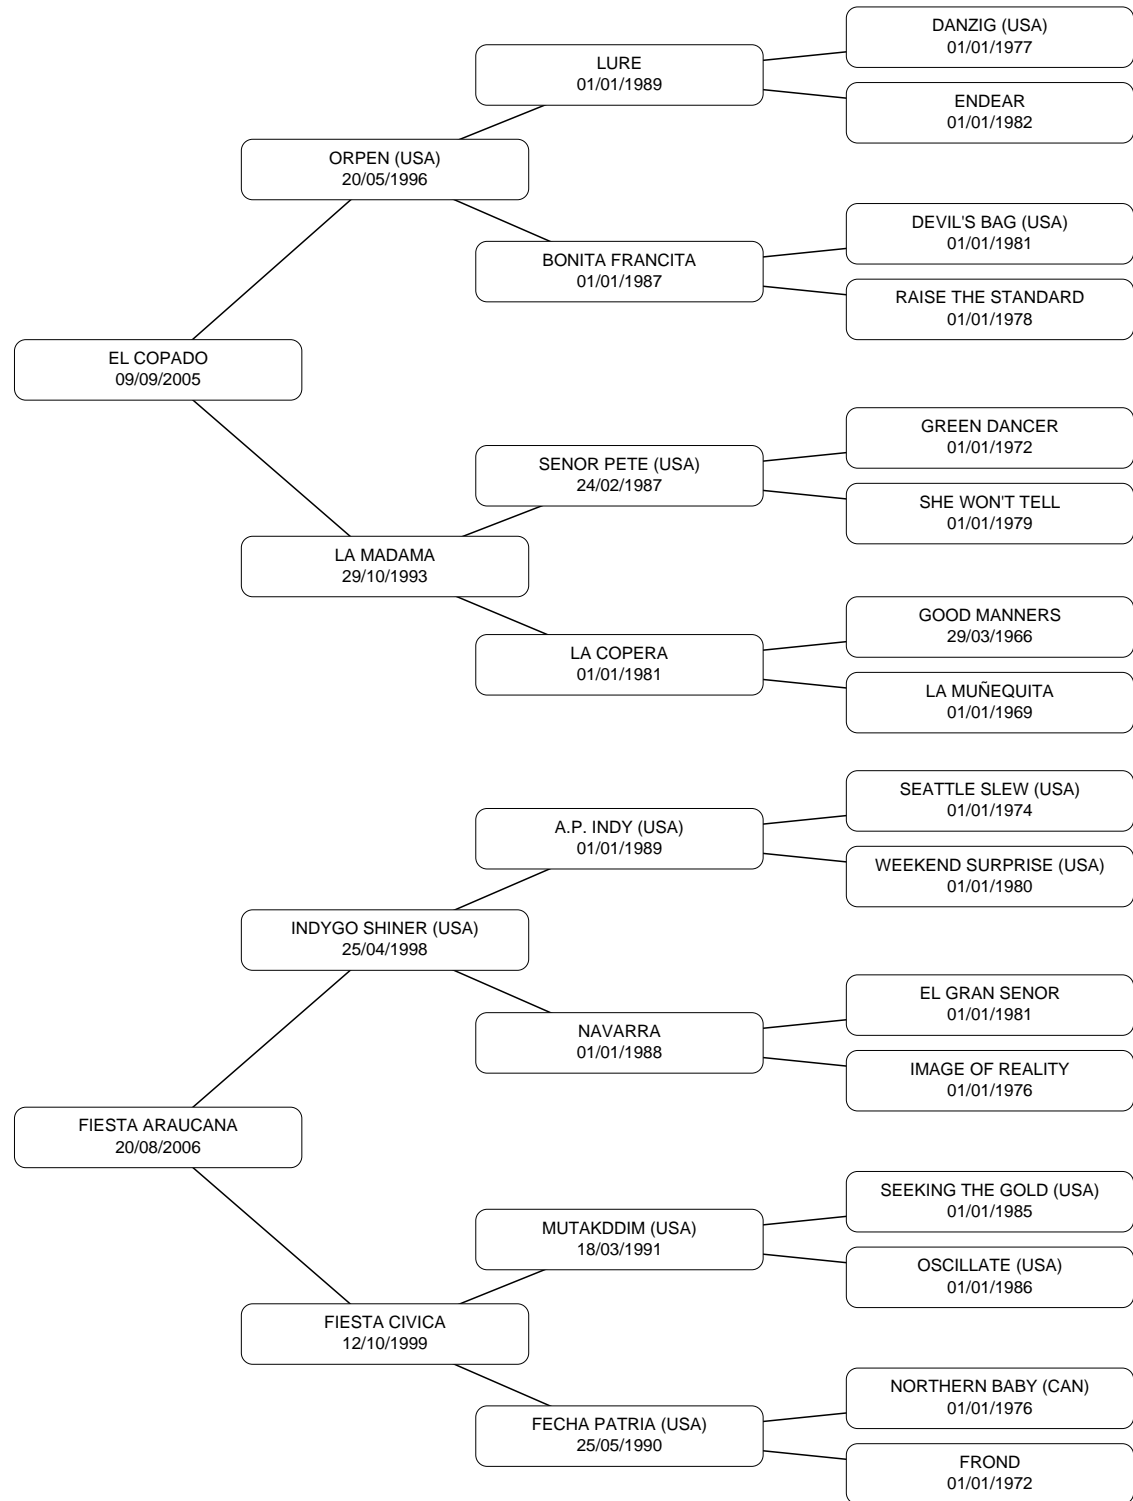 DANZIG (USA)
01/01/1977
LURE
01/01/1989
ENDEAR
01/01/1982
ORPEN (USA)
20/05/1996
DEVIL'S BAG (USA)
01/01/1981
BONITA FRANCITA
01/01/1987
RAISE THE STANDARD
01/01/1978
EL COPADO
09/09/2005
GREEN DANCER
01/01/1972
SENOR PETE (USA)
24/02/1987
SHE WON'T TELL
01/01/1979
LA MADAMA
29/10/1993
GOOD MANNERS
29/03/1966
LA COPERA
01/01/1981
LA MUÑEQUITA
01/01/1969
SEATTLE SLEW (USA)
01/01/1974
A.P. INDY (USA)
01/01/1989
WEEKEND SURPRISE (USA)
01/01/1980
INDYGO SHINER (USA)
25/04/1998
EL GRAN SENOR
01/01/1981
NAVARRA
01/01/1988
IMAGE OF REALITY
01/01/1976
FIESTA ARAUCANA
20/08/2006
SEEKING THE GOLD (USA)
01/01/1985
MUTAKDDIM (USA)
18/03/1991
OSCILLATE (USA)
01/01/1986
FIESTA CIVICA
12/10/1999
NORTHERN BABY (CAN)
01/01/1976
FECHA PATRIA (USA)
25/05/1990
FROND
01/01/1972